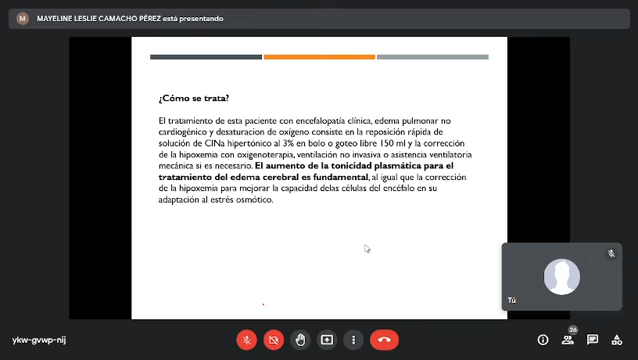 M MAYELINE LESLIE CAMACHO PÉREZ está presentando
¿Cómo se trata?
El tratamiento de esta paciente con encefalopatía clínica, edema pulmonar no
cardiogénico y desaturacion de oxígeno consiste en la reposición rápida de
solución de ClNa hipertónico al 3% en bolo o goteo libre 150 ml y la corrección
de la hipoxemia con oxigenoterapia, ventilación no invasiva o asistencia ventilatoria
mecánica si es necesario. El aumento de la tonicidad plasmática para el
tratamiento del edema cerebral es fundamental, al igual que la corrección
de la hipoxemia para mejorar la capacidad delas células del encéfalo en su
adaptación al estrés osmótico.
Tú
ykw-gvwp-nij
26